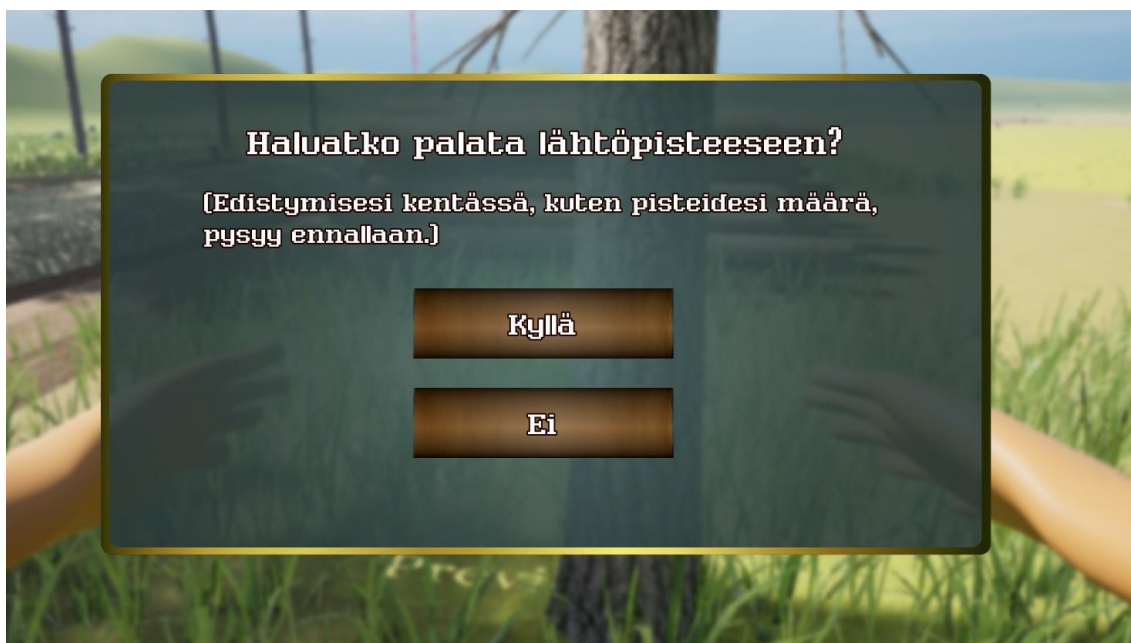 Haluatko palata lähtöpisteeseen?
(Edistymisesi kentässä, kuten pisteidesi määrä,
pysyy ennallaan.)
Kyllä
Ei